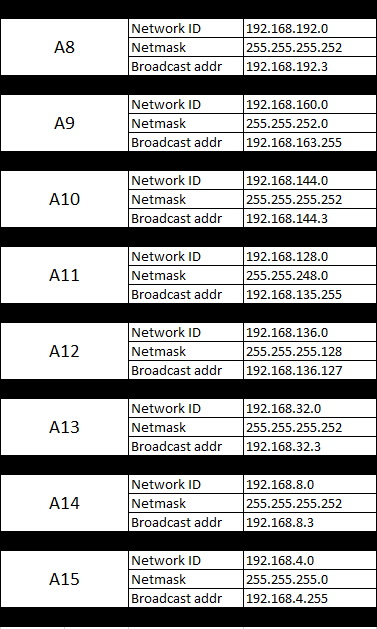 A8
Network ID 192.168.192.0
Netmask 255.255.255.252
Broadcast addr 192.168.192.3
A9
Network ID 192.168.160.0
Netmask 255.255.252.0
Broadcast addr 192.168.163.255
A10
Network ID 192.168.144.0
Netmask 255.255.255.252
Broadcast addr 192.168.144.3
A11
Network ID 192.168.128.0
Netmask 255.255.248.0
Broadcast addr 192.168.135.255
A12
Network ID 192.168.136.0
Netmask 255.255.255.128
Broadcast addr 192.168.136.127
A13
Network ID 192.168.32.0
Netmask 255.255.255.252
Broadcast addr 192.168.32.3
A14
Network ID 192.168.8.0
Netmask 255.255.255.252
Broadcast addr 192.168.8.3
A15
Network ID 192.168.4.0
Netmask 255.255.255.0
Broadcast addr 192.168.4.255